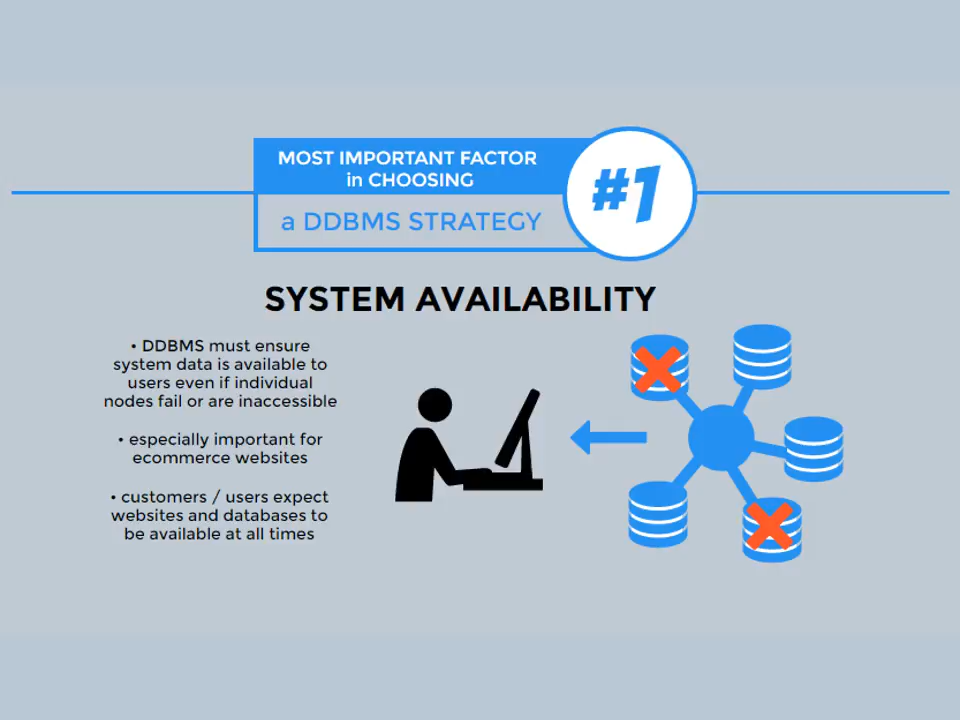 MOST IMPORTANT FACTOR
in CHOOSING
#1
a DDBMS STRATEGY
SYSTEM AVAILABILITY
• DDBMS must ensure
system data is available to
users even if individual
nodes fail or are inaccessible
• especially important for
ecommerce websites
• customers / users expect
websites and databases to
be available at all times